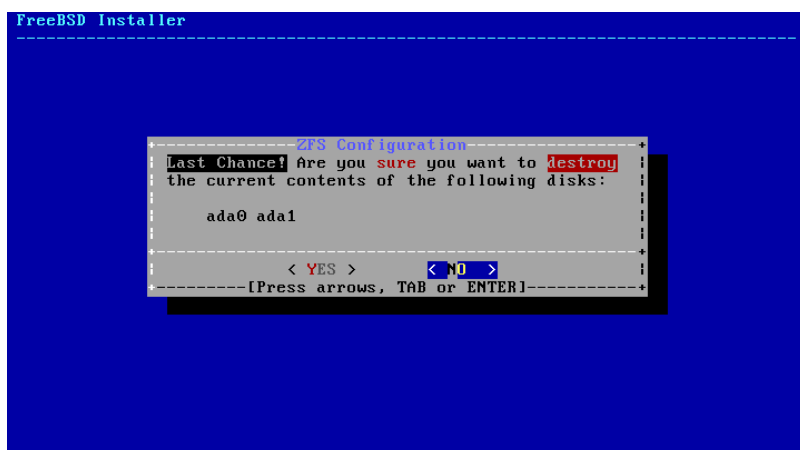 FreeBSD Installer
ZFS Configuration
Last Chance! Are you sure you want to destroy
the current contents of the following disks:
ada0 ada1
< YES > < NO >
[Press arrows, TAB or ENTER]